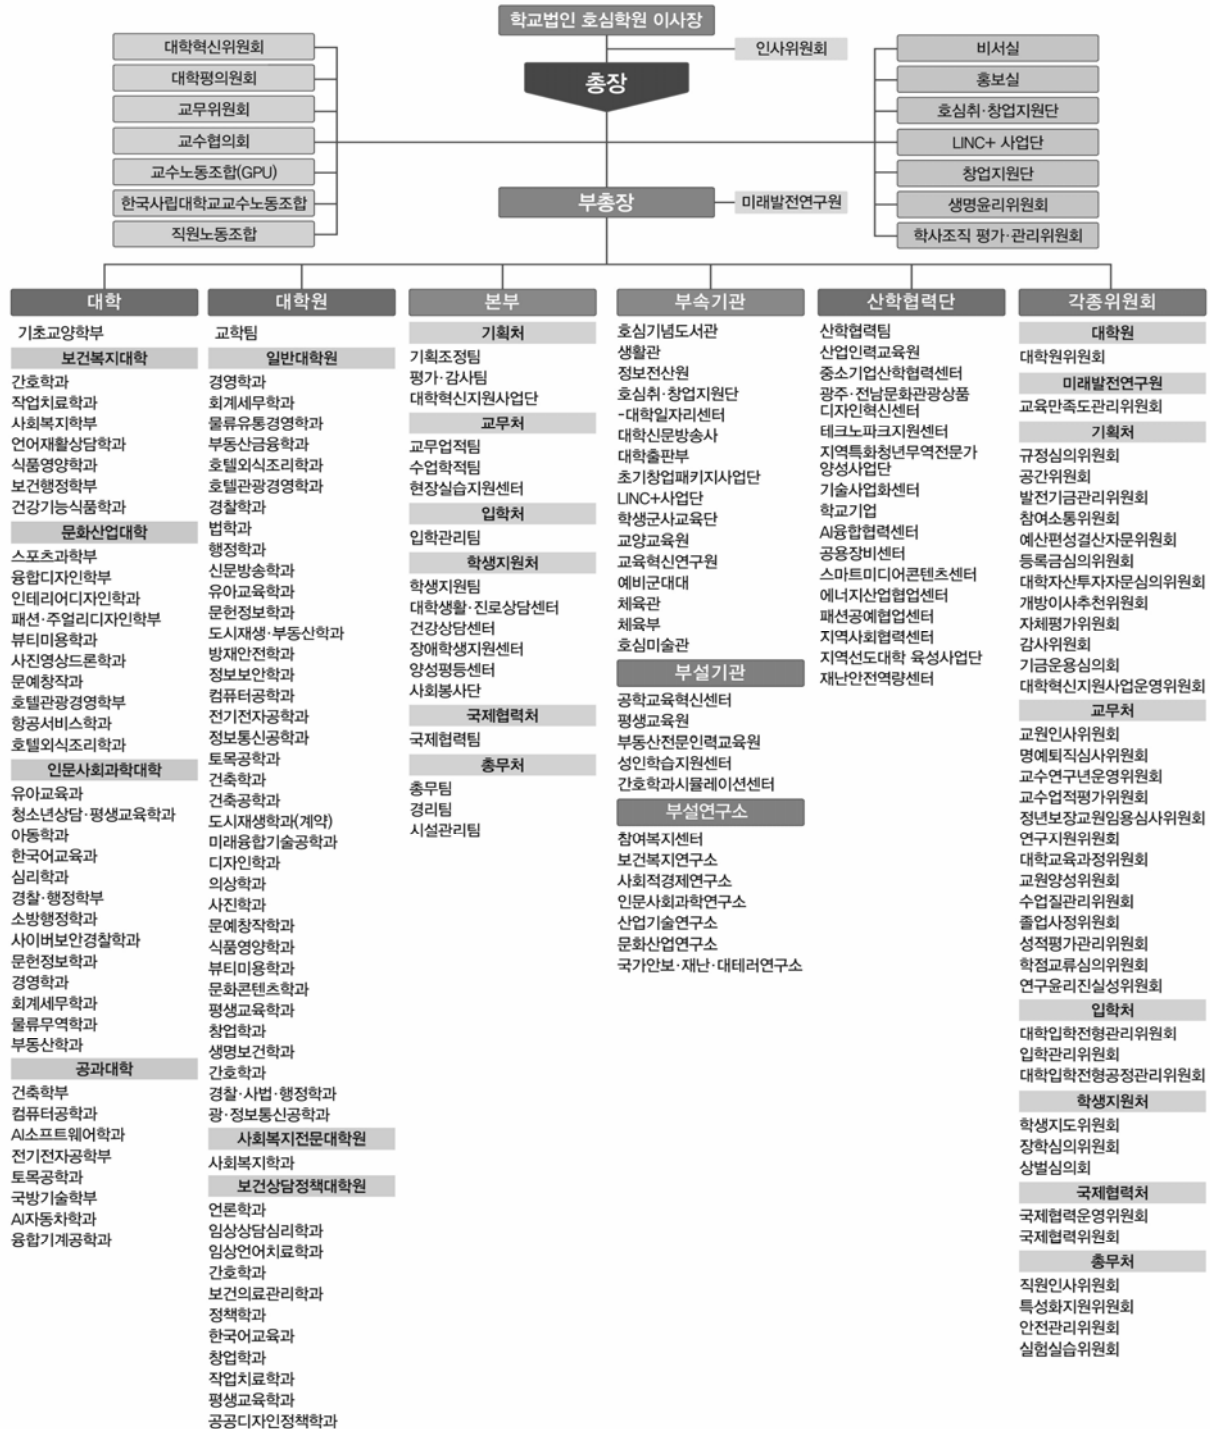 학교법인 호심학원 이사장
인사위원회
총장
대학혁신위원회
대학평의원회
교무위원회
교수협의회
교수노동조합(GPU)
한국사립대학교교수노동조합
직원노동조합
비서실
홍보실
호심취·창업지원단
LINC+ 사업단
창업지원단
생명윤리위원회
학사조직 평가·관리위원회
부총장
미래발전연구원
대학
기초교양학부
보건복지대학
간호학과
작업치료학과
사회복지학부
언어재활상담학과
식품영양학과
보건행정학부
건강기능식품학과
문화산업대학
스포츠과학부
융합디자인학부
인테리어디자인학과
패션·주얼리디자인학부
뷰티미용학과
사진영상드론학과
문예창작과
호텔관광경영학부
항공서비스학과
호텔외식조리학과
인문사회과학대학
유아교육과
청소년상담·평생교육학과
아동학과
한국어교육과
심리학과
경찰·행정학부
소방행정학과
사이버보안경찰학과
문헌정보학과
경영학과
회계세무학과
물류무역학과
부동산학과
공과대학
건축학부
컴퓨터공학과
AI소프트웨어학과
전기전자공학부
토목공학과
국방기술학부
AI자동차학과
융합기계공학과
대학원
교학팀
일반대학원
경영학과
회계세무학과
물류유통경영학과
부동산금융학과
호텔외식조리학과
호텔관광경영학과
경찰학과
법학과
행정학과
신문방송학과
유아교육학과
문헌정보학과
도시재생·부동산학과
방재안전학과
정보보안학과
컴퓨터공학과
전기전자공학과
정보통신공학과
토목공학과
건축학과
건축공학과
도시재생학과(계약)
미래융합기술공학과
디자인학과
의상학과
사진학과
문예창작학과
식품영양학과
뷰티미용학과
문화콘텐츠학과
평생교육학과
창업학과
생명보건학과
간호학과
경찰·사법·행정학과
광·정보통신공학과
사회복지전문대학원
사회복지학과
보건상담정책대학원
언론학과
임상상담심리학과
임상언어치료학과
간호학과
보건의료관리학과
정책학과
한국어교육과
창업학과
작업치료학과
평생교육학과
공공디자인정책학과
본부
기획처
기획조정팀
평가·감사팀
대학혁신지원사업단
교무처
교무업적팀
수업학적팀
현장실습지원센터
입학처
입학관리팀
학생지원처
학생지원팀
대학생활·진로상담센터
건강상담센터
장애학생지원센터
양성평등센터
사회봉사단
국제협력처
국제협력팀
총무처
총무팀
경리팀
시설관리팀
부속기관
호심기념도서관
생활관
정보전산원
호심취·창업지원단
-대학일자리센터
대학신문방송사
대학출판부
초기창업패키지사업단
LINC+사업단
학생군사교육단
교양교육원
교육혁신연구원
예비군대대
체육관
체육부
호심미술관
부설기관
공학교육혁신센터
평생교육원
부동산전문인력교육원
성인학습지원센터
간호학과시뮬레이션센터
부설연구소
참여복지센터
보건복지연구소
사회적경제연구소
인문사회과학연구소
산업기술연구소
문화산업연구소
국가안보·재난·대테러연구소
산학협력단
산학협력팀
산업인력교육원
중소기업산학협력센터
광주·전남문화관광상품
디자인혁신센터
테크노파크지원센터
지역특화청년무역전문가
양성사업단
기술사업화센터
학교기업
AI융합협력센터
공용장비센터
스마트미디어콘텐츠센터
에너지산업협업센터
패션공예협업센터
지역사회협력센터
지역선도대학 육성사업단
재난안전역량센터
각종위원회
대학원
대학원위원회
미래발전연구원
교육만족도관리위원회
기획처
규정심의위원회
공간위원회
발전기금관리위원회
참여소통위원회
예산편성결산자문위원회
등록금심의위원회
대학자산투자자문심의위원회
개방이사추천위원회
자체평가위원회
감사위원회
기금운용심의회
대학혁신지원사업운영위원회
교무처
교원인사위원회
명예퇴직심사위원회
교수연구년운영위원회
교수업적평가위원회
정년보장교원임용심사위원회
연구지원위원회
대학교육과정위원회
교원양성위원회
수업질관리위원회
졸업사정위원회
성적평가관리위원회
학점교류심의위원회
연구윤리진실성위원회
입학처
대학입학전형관리위원회
입학관리위원회
대학입학전형공정관리위원회
학생지원처
학생지도위원회
장학심의위원회
상벌심의회
국제협력처
국제협력운영위원회
국제협력위원회
총무처
직원인사위원회
특성화지원위원회
안전관리위원회
실험실습위원회